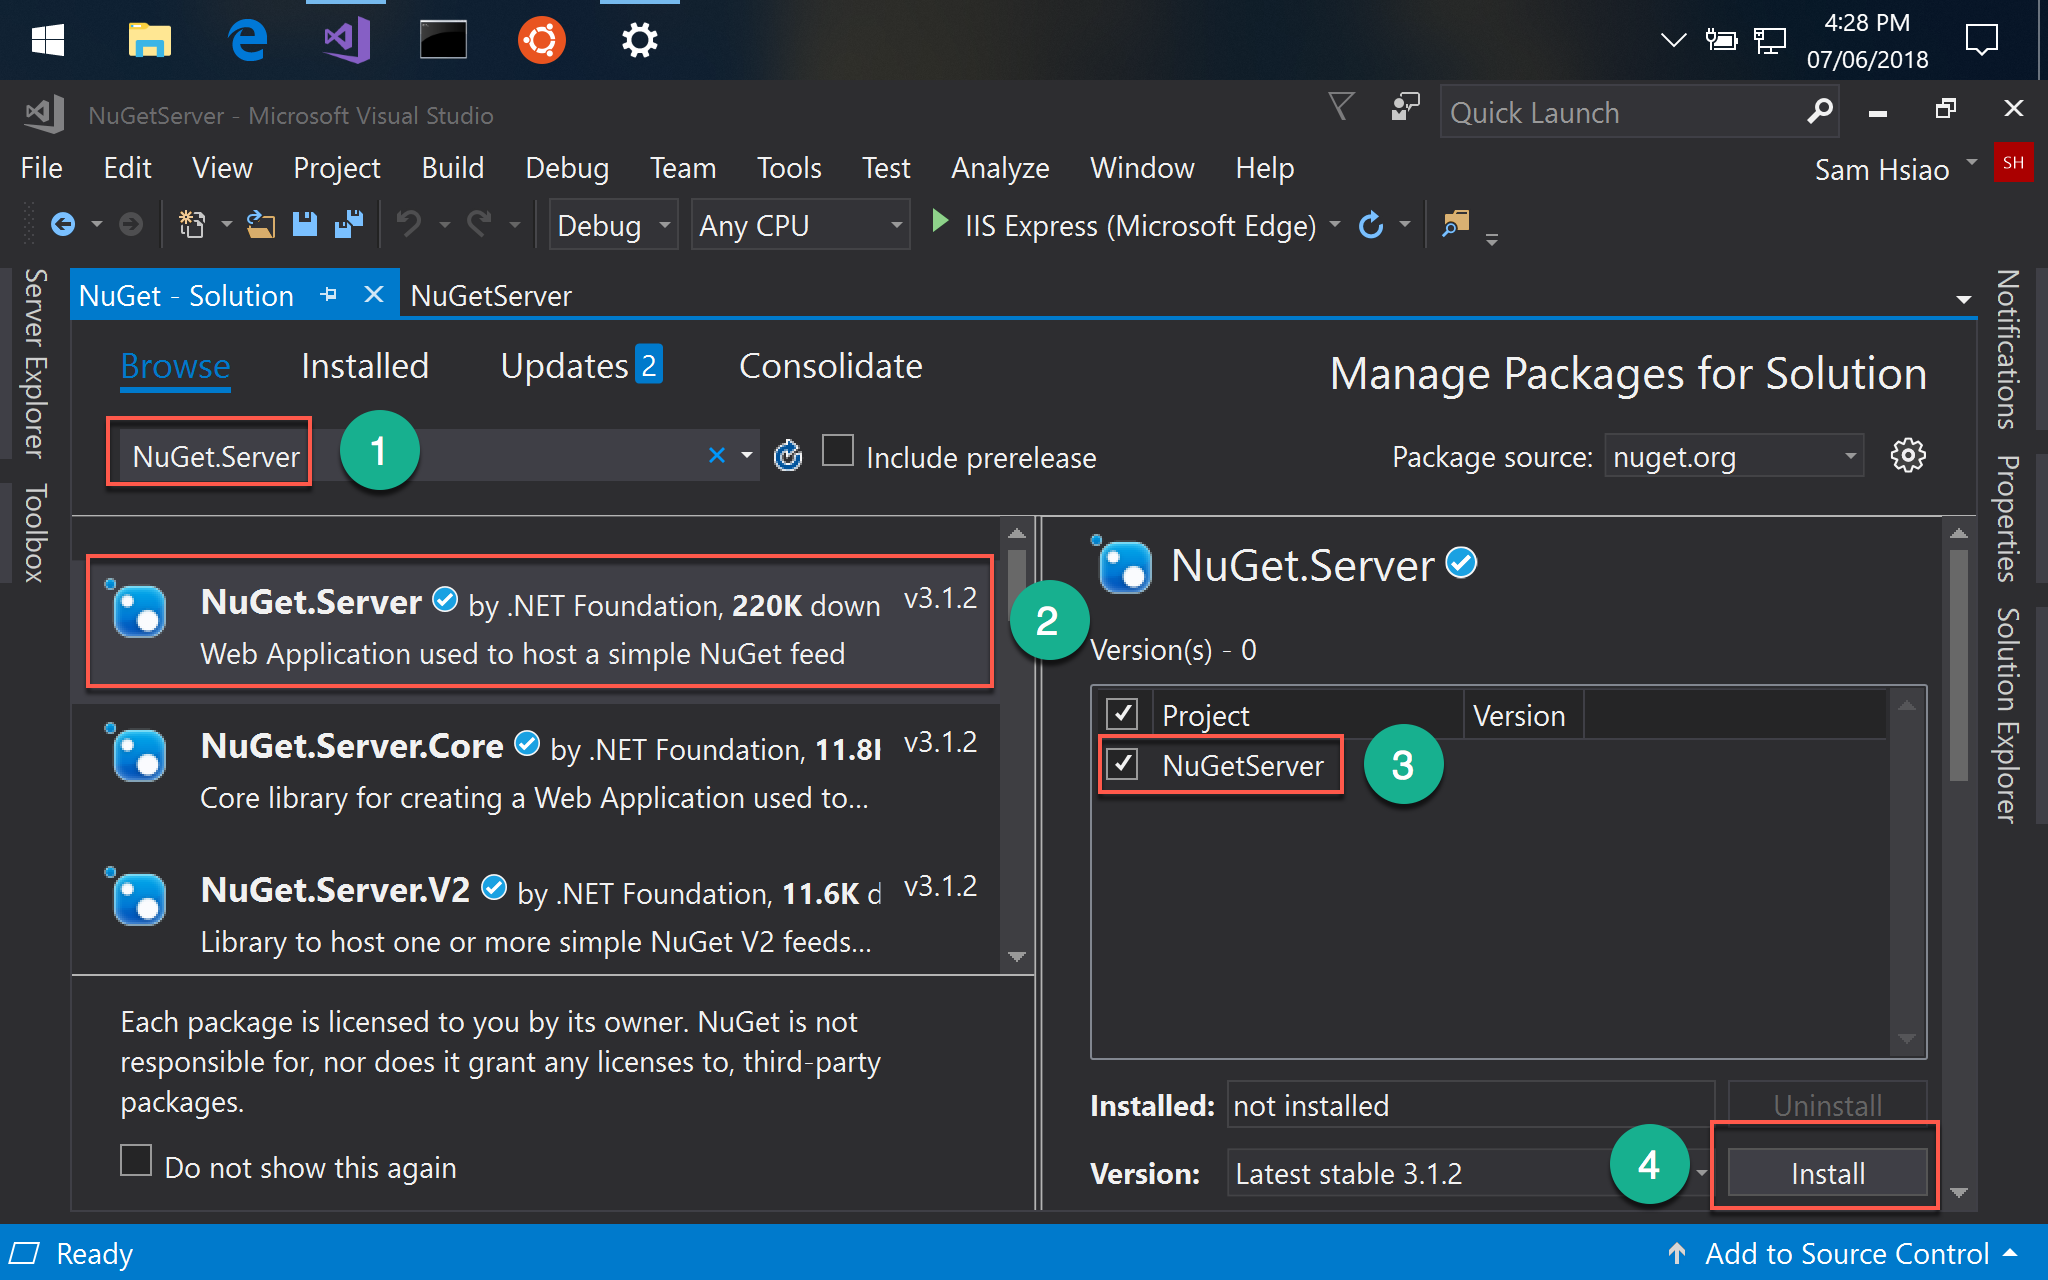 4:28 PM
07/06/2018
NuGetServer - Microsoft Visual Studio
Quick Launch
File Edit View Project Build Debug Team Tools Test Analyze Window Help
Sam Hsiao
SH
Debug
Any CPU
IIS Express (Microsoft Edge)
Server Explorer
Toolbox
NuGet - Solution
NuGetServer
Browse Installed Updates 2 Consolidate
Manage Packages for Solution
NuGet.Server
1
Include prerelease
Package source: nuget.org
NuGet.Server by .NET Foundation, 220K down v3.1.2
Web Application used to host a simple NuGet feed
2
NuGet.Server.Core by .NET Foundation, 11.8 v3.1.2
Core library for creating a Web Application used to...
NuGet.Server.V2 by .NET Foundation, 11.6K d v3.1.2
Library to host one or more simple NuGet V2 feeds...
Each package is licensed to you by its owner. NuGet is not
responsible for, nor does it grant any licenses to, third-party
packages.
Do not show this again
NuGet.Server
Version(s) - 0
Project Version
NuGetServer
3
Installed: not installed
Uninstall
Version: Latest stable 3.1.2
4
Install
Notifications
Properties
Solution Explorer
Ready
Add to Source Control